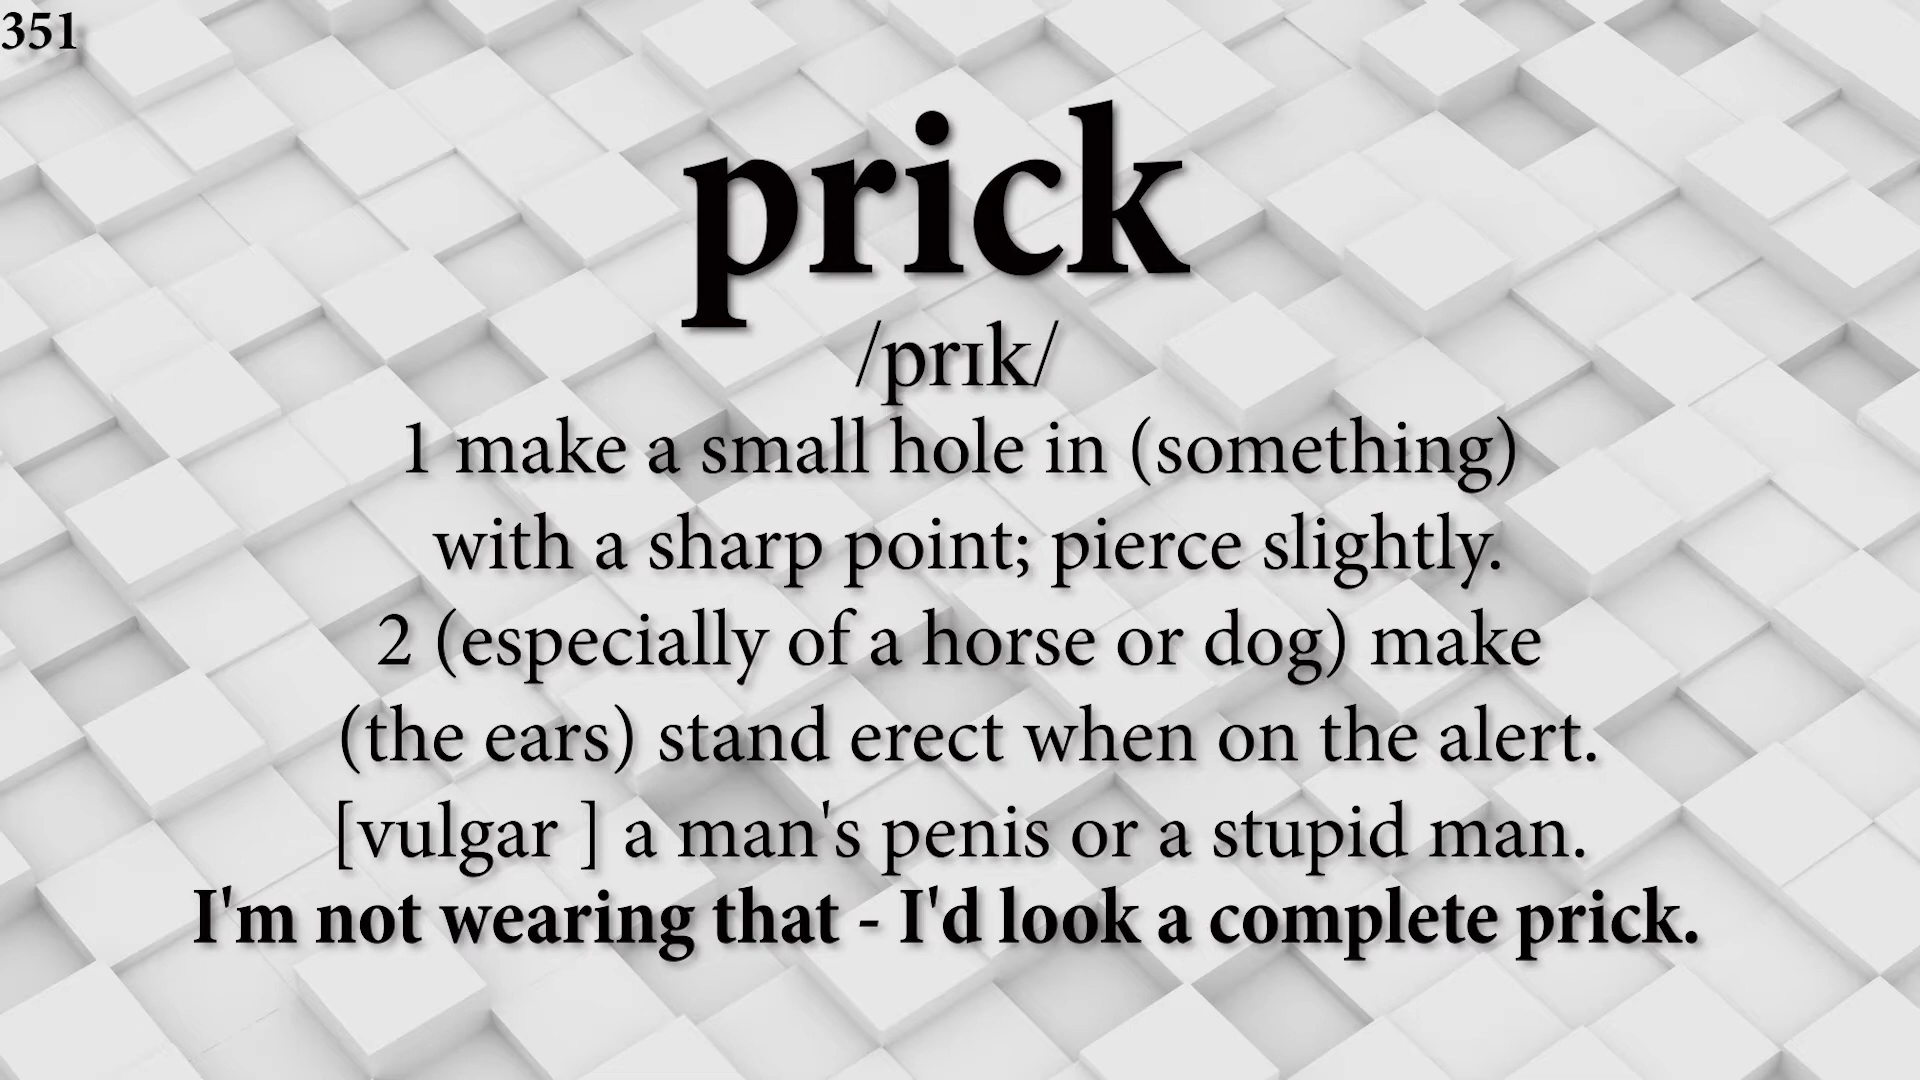 351
prick
/prɪk/
1 make a small hole in (something)
with a sharp point; pierce slightly.
2 (especially of a horse or dog) make
(the ears) stand erect when on the alert.
[vulgar ] a man's penis or a stupid man.
I'm not wearing that - I'd look a complete prick.